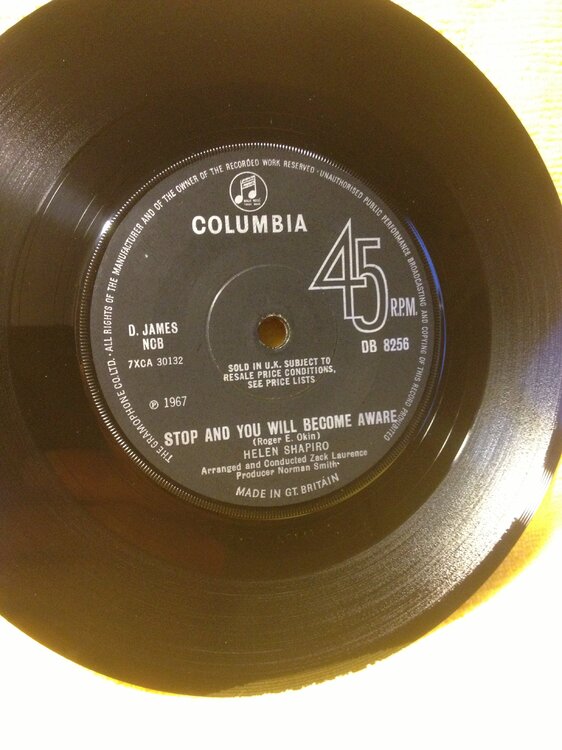 THE GRAMOPHONE CO.LTD.· ALL RIGHTS OF THE MANUFACTURER AND OF THE OWNER OF THE RECORDED WORK RESERVED · UNAUTHORISED PUBLIC PERFORMANCE BROADCASTING AND COPYING OF THIS RECORD PROHIBITED
COLUMBIA
45
R.P.M.
D. JAMES
NCB
7XCA 30132
DB 8256
SOLD IN U.K. SUBJECT TO
RESALE PRICE CONDITIONS,
SEE PRICE LISTS
℗ 1967
STOP AND YOU WILL BECOME AWARE
(Roger E. Okin)
HELEN SHAPIRO
Arranged and Conducted Zack Laurence
Producer Norman Smith
MADE IN GT. BRITAIN